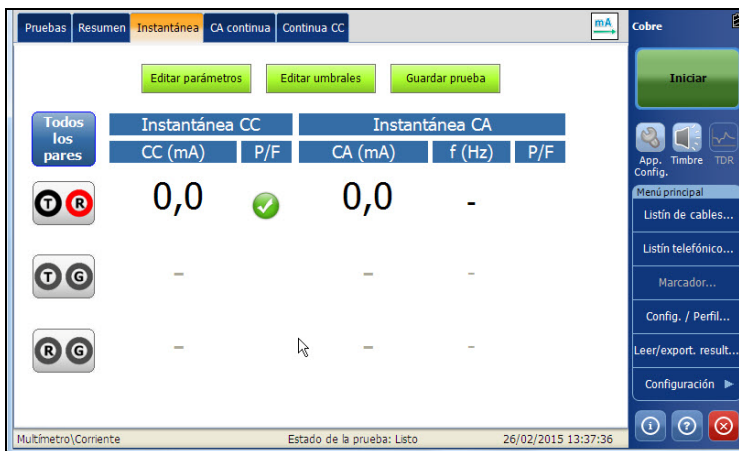 Pruebas Resumen Instantánea CA continua Continua CC mA
Cobre
Editar parámetros Editar umbrales Guardar prueba
Iniciar
Todos
los
pares
Instantánea CC Instantánea CA
CC (mA) P/F CA (mA) f (Hz) P/F
T R 0,0 0,0 -
T G - - -
R G - - -
App.
Config.
Timbre TDR
Menú principal
Listín de cables...
Listín telefónico...
Marcador...
Config. / Perfil...
Leer/export. result...
Configuración
Multímetro\Corriente Estado de la prueba: Listo 26/02/2015 13:37:36